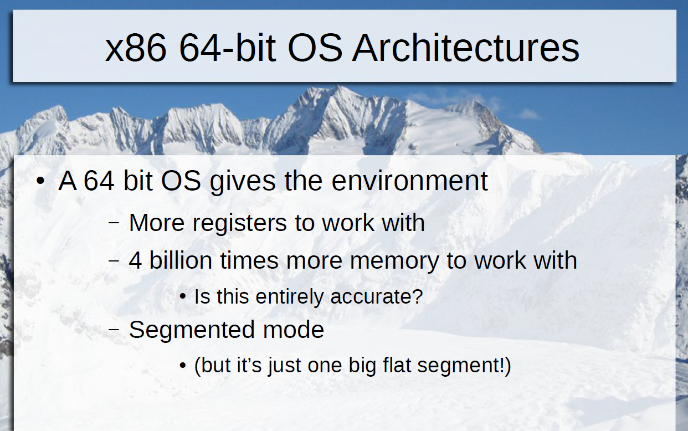 x86 64-bit OS Architectures
• A 64 bit OS gives the environment
– More registers to work with
– 4 billion times more memory to work with
• Is this entirely accurate?
– Segmented mode
• (but it’s just one big flat segment!)